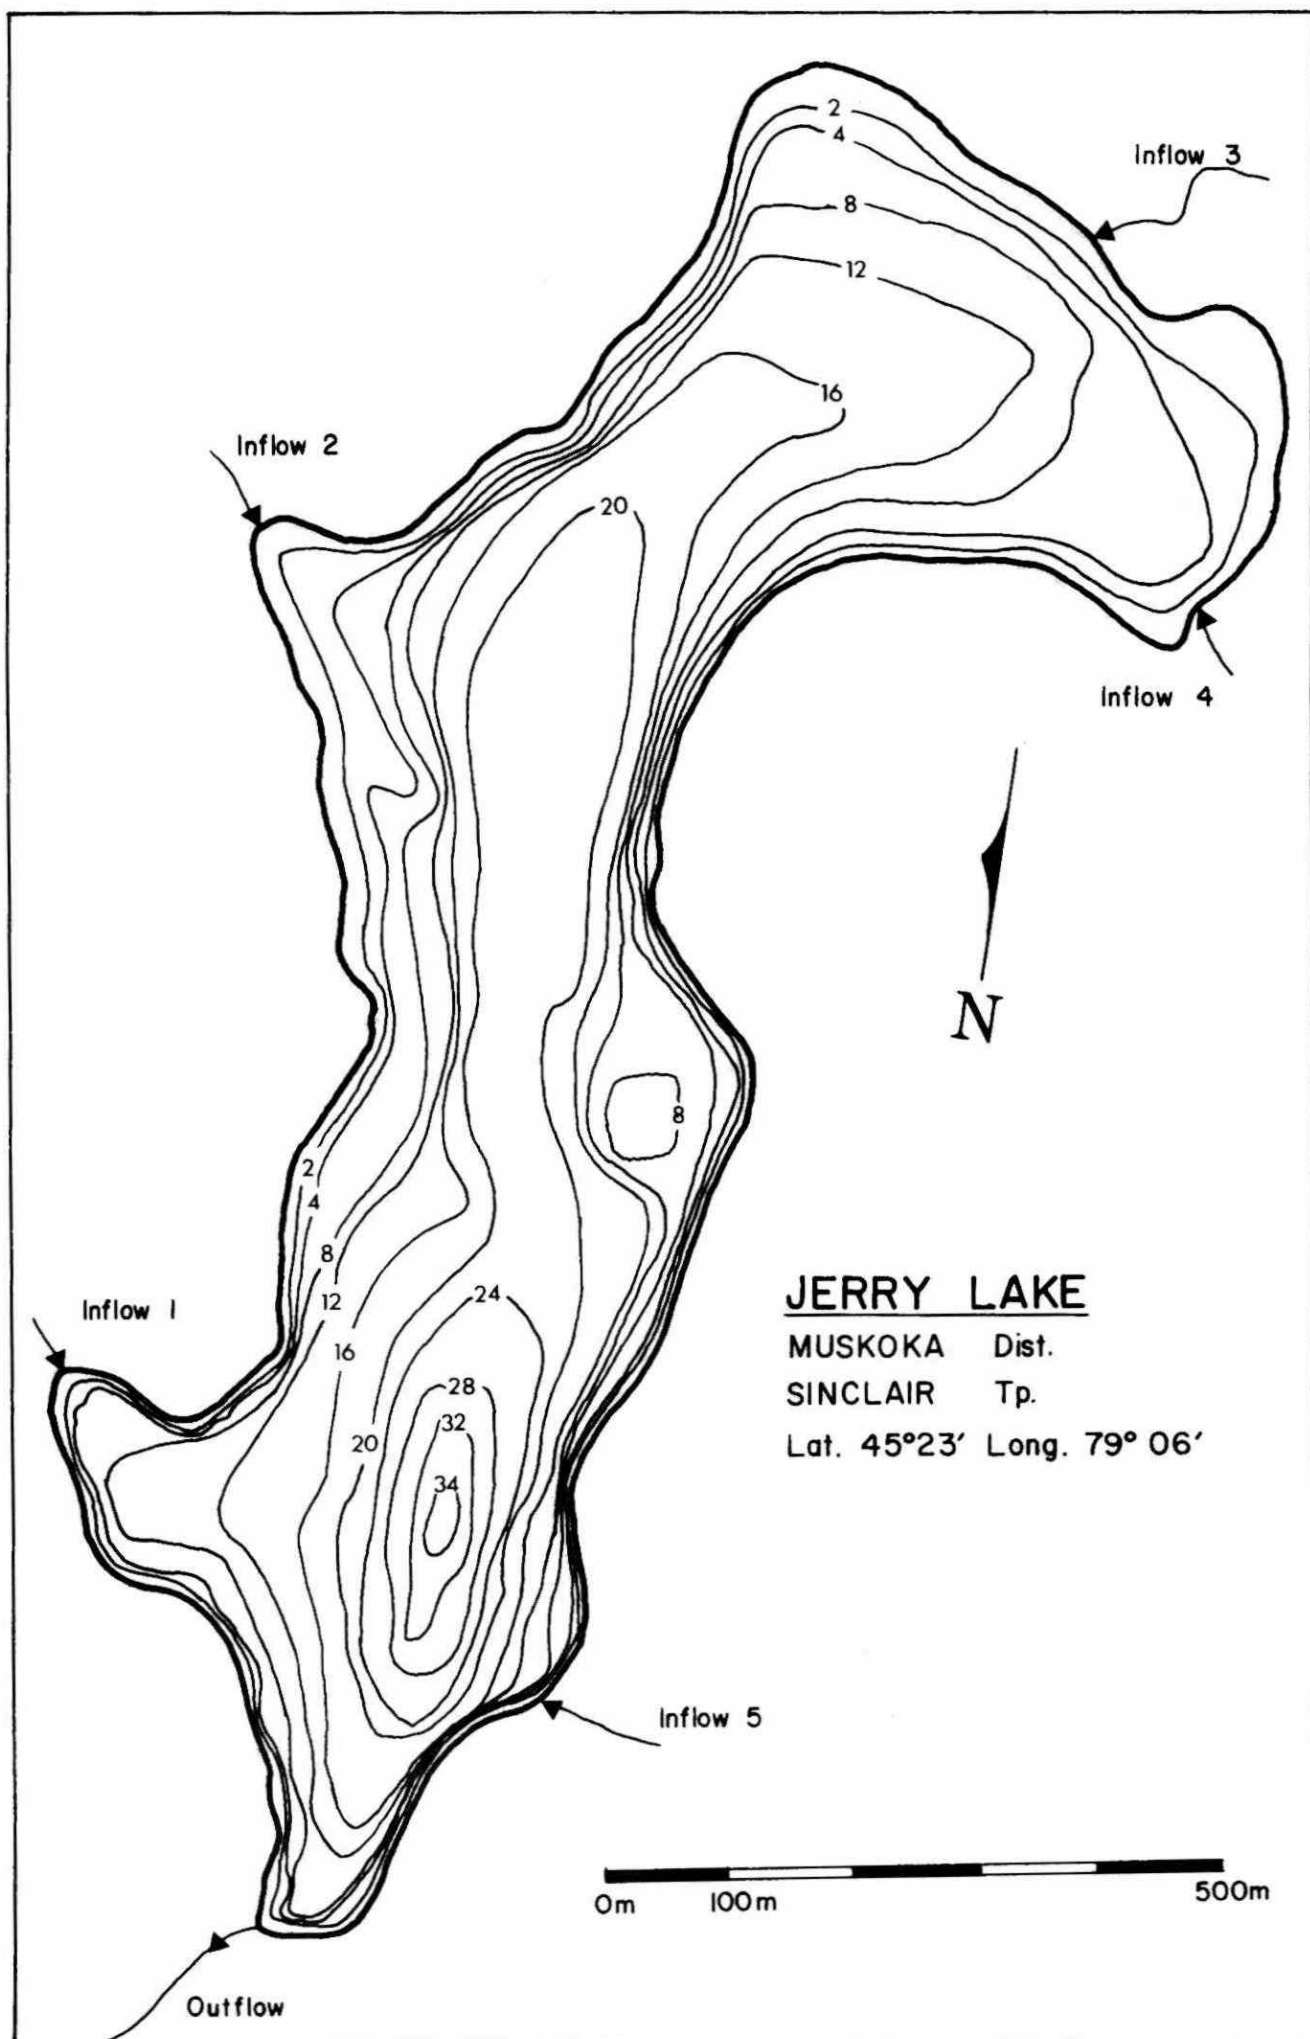 2
4
Inflow 3
8
12
16
Inflow 2
20
Inflow 4
N
8
2
4
8
12
16
24
Inflow 1
28
32
20
34
JERRY LAKE
MUSKOKA Dist.
SINCLAIR Tp.
Lat. 45°23′ Long. 79° 06′
Inflow 5
0m 100m 500m
Outflow